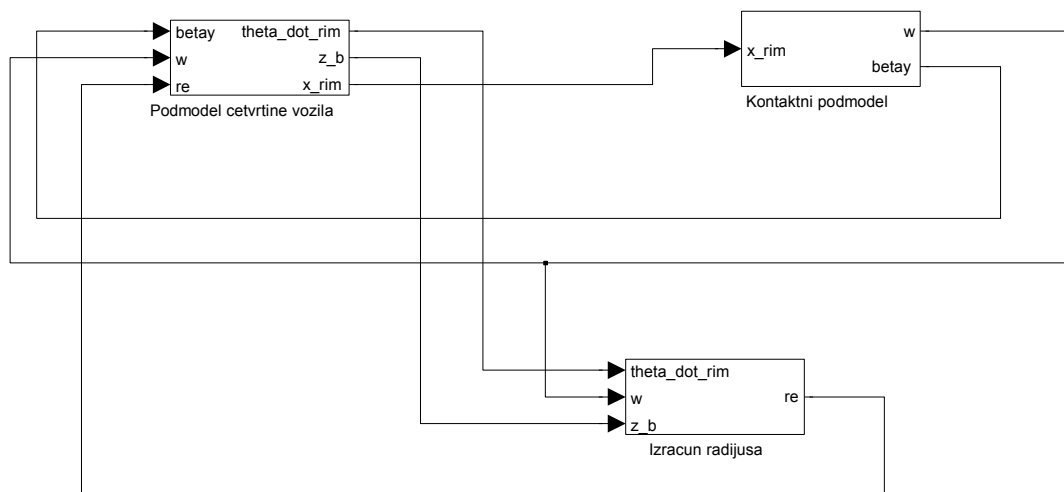 betay
w
re
theta_dot_rim
z_b
x_rim
Podmodel cetvrtine vozila
x_rim
w
betay
Kontaktni podmodel
theta_dot_rim
w
z_b
re
Izracun radijusa